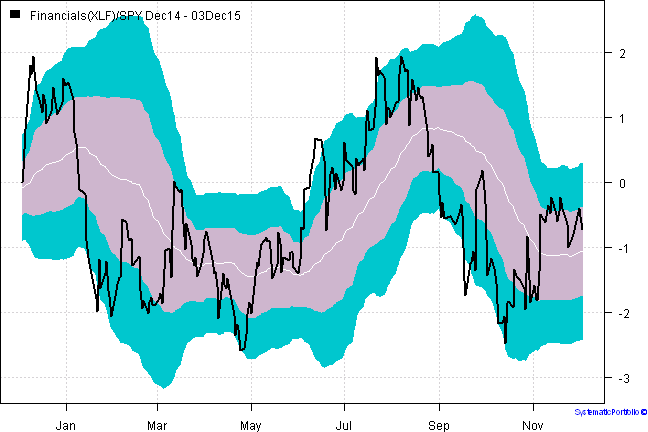 Financials(XLF)/SPY Dec14 - 03Dec15
2
1
0
-1
-2
-3
Jan Mar May Jul Sep Nov
SystematicPortfolio ©